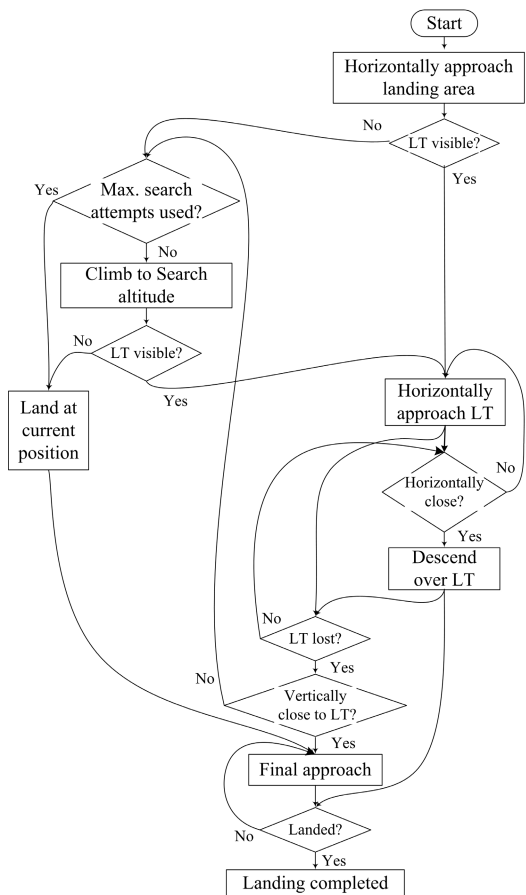 Start
Horizontally approach
landing area
No
LT visible?
Yes
Yes
Max. search
attempts used?
No
Climb to Search
altitude
No
LT visible?
Yes
Land at
current
position
Horizontally
approach LT
No
Horizontally
close?
Yes
Descend
over LT
No
LT lost?
Yes
No
Vertically
close to LT?
Yes
Final approach
No
Landed?
Yes
Landing completed